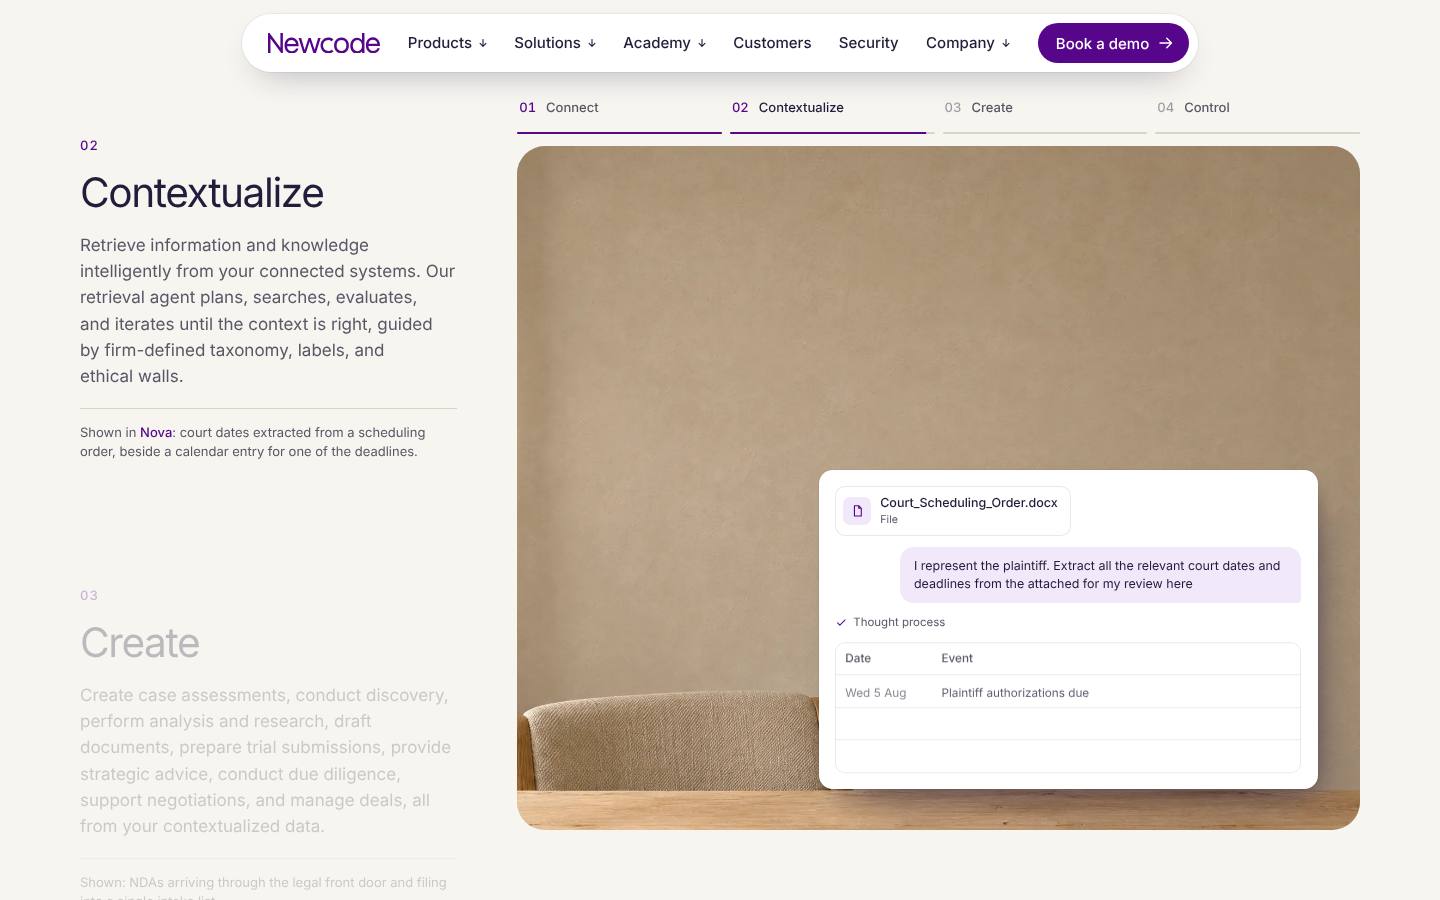 Newcode
Products ↓
Solutions ↓
Academy ↓
Customers
Security
Company ↓
Book a demo →
01 Connect
02 Contextualize
03 Create
04 Control
02
Contextualize
Retrieve information and knowledge
intelligently from your connected systems. Our
retrieval agent plans, searches, evaluates,
and iterates until the context is right, guided
by firm-defined taxonomy, labels, and
ethical walls.
Shown in Nova: court dates extracted from a scheduling
order, beside a calendar entry for one of the deadlines.
03
Create
Create case assessments, conduct discovery,
perform analysis and research, draft
documents, prepare trial submissions, provide
strategic advice, conduct due diligence,
support negotiations, and manage deals, all
from your contextualized data.
Shown: NDAs arriving through the legal front door and filing
Court_Scheduling_Order.docx
File
I represent the plaintiff. Extract all the relevant court dates and
deadlines from the attached for my review here
Thought process
Date Event
Wed 5 Aug Plaintiff authorizations due